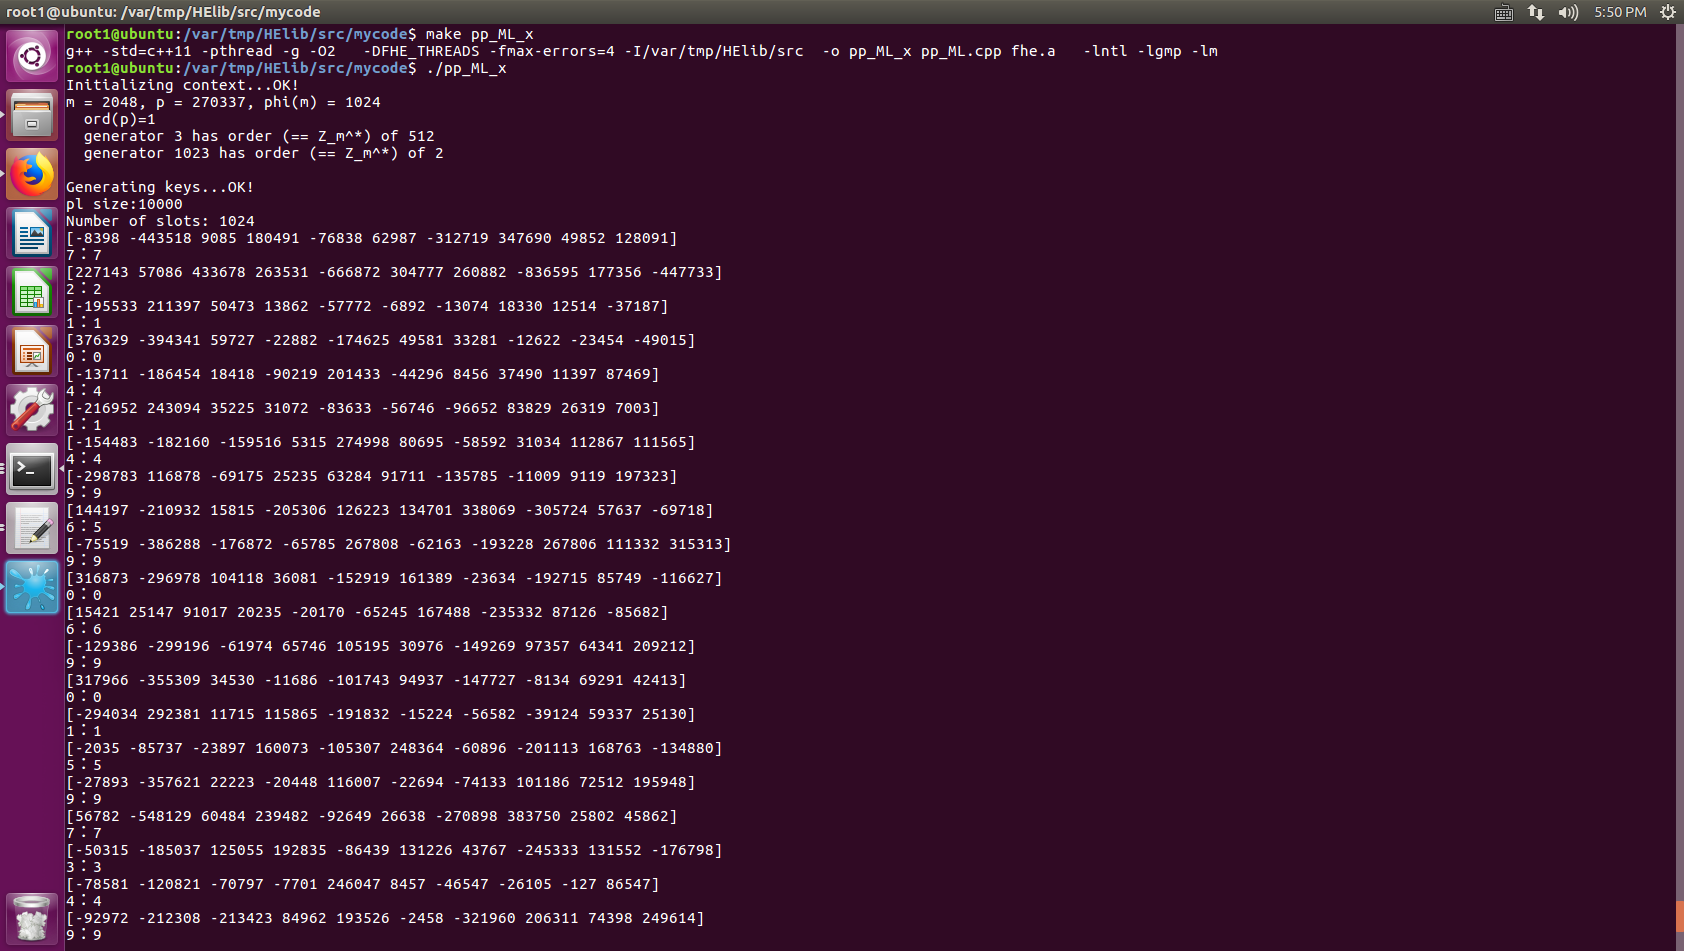 root1@ubuntu: /var/tmp/HElib/src/mycode
5:50 PM
root1@ubuntu:/var/tmp/HElib/src/mycode$ make pp_ML_x
g++ -std=c++11 -pthread -g -O2   -DFHE_THREADS -fmax-errors=4 -I/var/tmp/HElib/src  -o pp_ML_x pp_ML.cpp fhe.a   -lntl -lgmp -lm
root1@ubuntu:/var/tmp/HElib/src/mycode$ ./pp_ML_x
Initializing context...OK!
m = 2048, p = 270337, phi(m) = 1024
  ord(p)=1
  generator 3 has order (== Z_m^*) of 512
  generator 1023 has order (== Z_m^*) of 2
Generating keys...OK!
pl size:10000
Number of slots: 1024
[-8398 -443518 9085 180491 -76838 62987 -312719 347690 49852 128091]
7：7
[227143 57086 433678 263531 -666872 304777 260882 -836595 177356 -447733]
2：2
[-195533 211397 50473 13862 -57772 -6892 -13074 18330 12514 -37187]
1：1
[376329 -394341 59727 -22882 -174625 49581 33281 -12622 -23454 -49015]
0：0
[-13711 -186454 18418 -90219 201433 -44296 8456 37490 11397 87469]
4：4
[-216952 243094 35225 31072 -83633 -56746 -96652 83829 26319 7003]
1：1
[-154483 -182160 -159516 5315 274998 80695 -58592 31034 112867 111565]
4：4
[-298783 116878 -69175 25235 63284 91711 -135785 -11009 9119 197323]
9：9
[144197 -210932 15815 -205306 126223 134701 338069 -305724 57637 -69718]
6：5
[-75519 -386288 -176872 -65785 267808 -62163 -193228 267806 111332 315313]
9：9
[316873 -296978 104118 36081 -152919 161389 -23634 -192715 85749 -116627]
0：0
[15421 25147 91017 20235 -20170 -65245 167488 -235332 87126 -85682]
6：6
[-129386 -299196 -61974 65746 105195 30976 -149269 97357 64341 209212]
9：9
[317966 -355309 34530 -11686 -101743 94937 -147727 -8134 69291 42413]
0：0
[-294034 292381 11715 115865 -191832 -15224 -56582 -39124 59337 25130]
1：1
[-2035 -85737 -23897 160073 -105307 248364 -60896 -201113 168763 -134880]
5：5
[-27893 -357621 22223 -20448 116007 -22694 -74133 101186 72512 195948]
9：9
[56782 -548129 60484 239482 -92649 26638 -270898 383750 25802 45862]
7：7
[-50315 -185037 125055 192835 -86439 131226 43767 -245333 131552 -176798]
3：3
[-78581 -120821 -70797 -7701 246047 8457 -46547 -26105 -127 86547]
4：4
[-92972 -212308 -213423 84962 193526 -2458 -321960 206311 74398 249614]
9：9